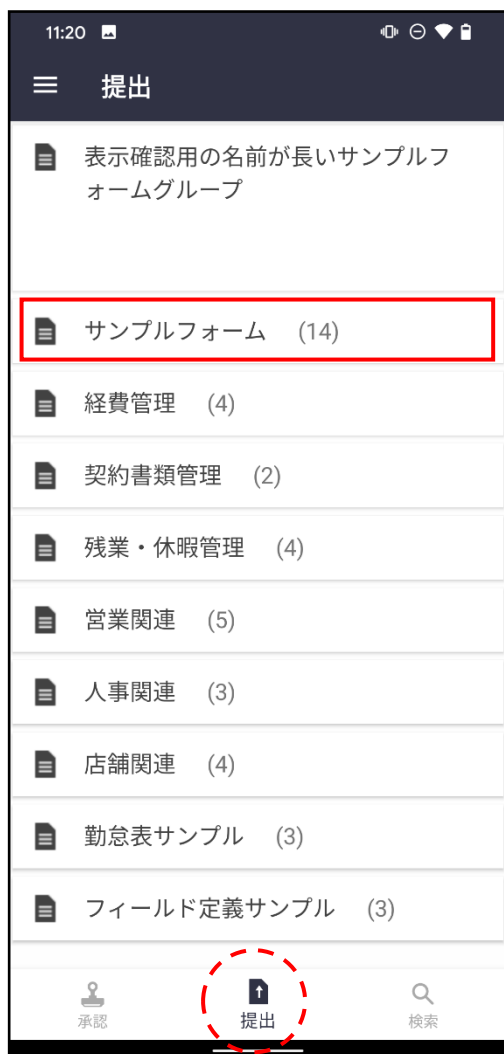 11:20
提出
表示確認用の名前が長いサンプルフ
ォームグループ
サンプルフォーム (14)
経費管理 (4)
契約書類管理 (2)
残業・休暇管理 (4)
営業関連 (5)
人事関連 (3)
店舗関連 (4)
勤怠表サンプル (3)
フィールド定義サンプル (3)
承認 提出 検索